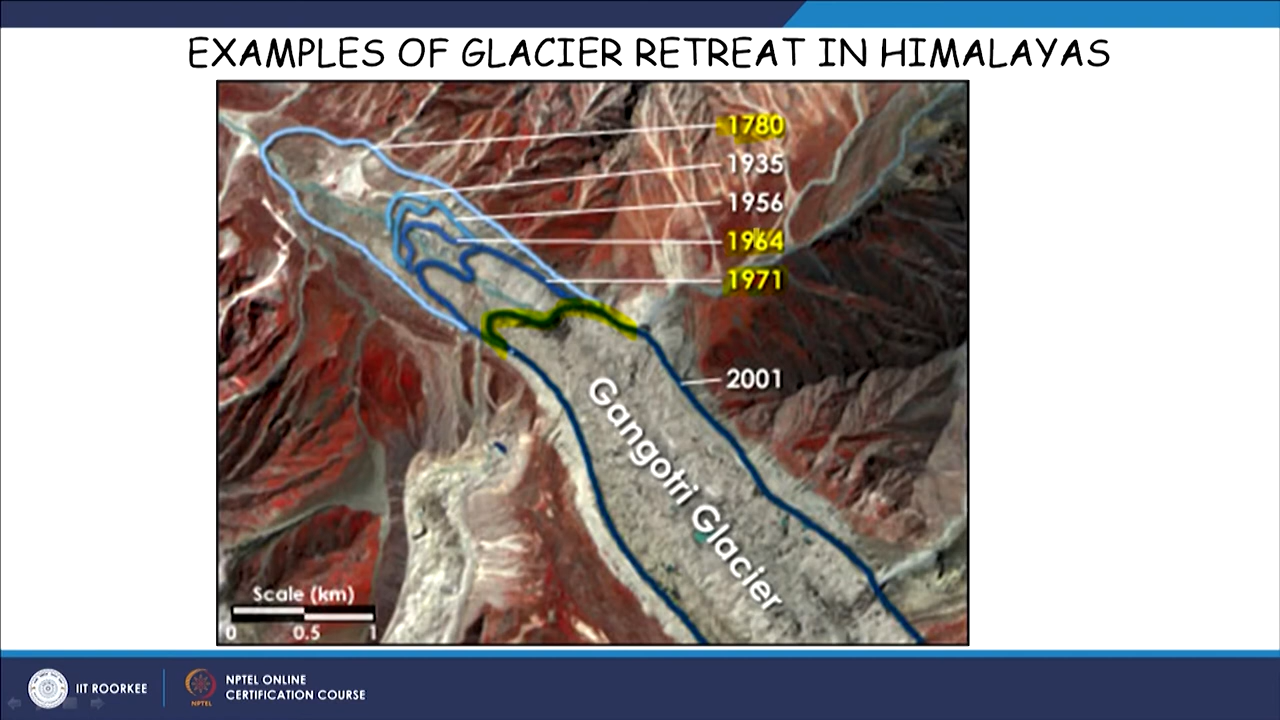 EXAMPLES OF GLACIER RETREAT IN HIMALAYAS
1780
1935
1956
1964
1971
2001
Gangotri Glacier
Scale (km)
0 0.5 1
IIT ROORKEE
NPTEL
NPTEL ONLINE
CERTIFICATION COURSE